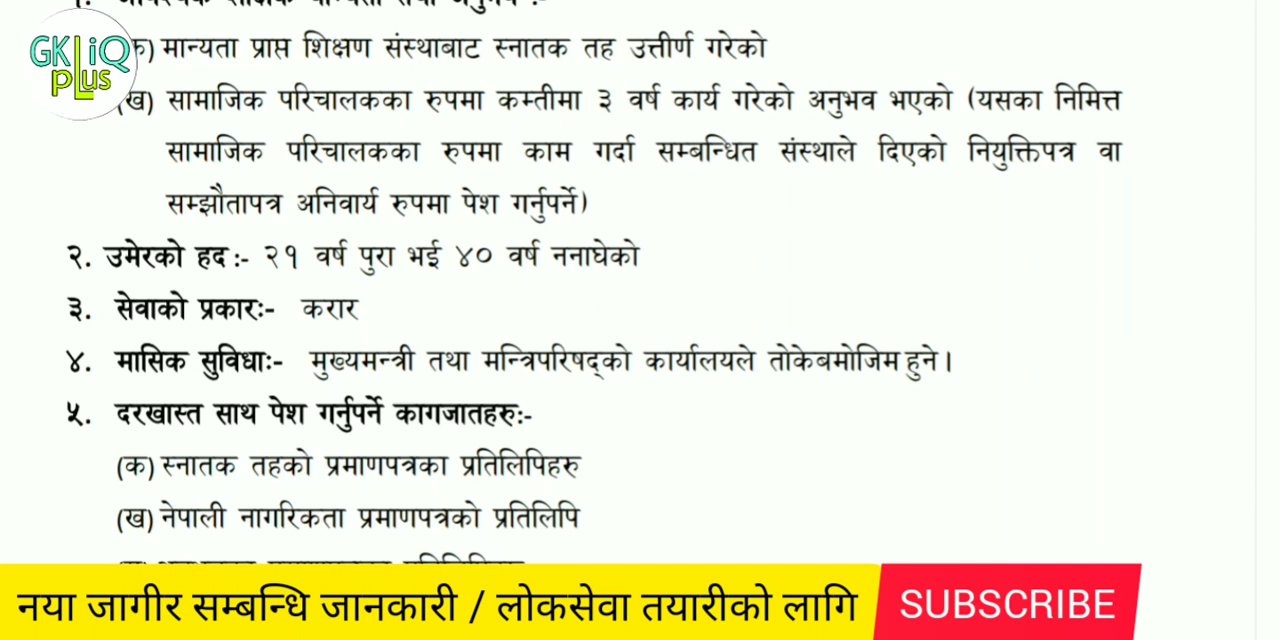 GKLiQ
plus
मान्यता प्राप्त शिक्षण संस्थाबाट स्नातक तह उत्तीर्ण गरेको
(ख) सामाजिक परिचालकका रुपमा कम्तीमा ३ वर्ष कार्य गरेको अनुभव भएको (यसका निमित्त
सामाजिक परिचालकका रुपमा काम गर्दा सम्बन्धित संस्थाले दिएको नियुक्तिपत्र वा
सम्झौतापत्र अनिवार्य रुपमा पेश गर्नुपर्ने)
२. उमेरको हद :- २१ वर्ष पुरा भई ४० वर्ष ननाघेको
३. सेवाको प्रकारः- करार
४. मासिक सुविधाः- मुख्यमन्त्री तथा मन्त्रिपरिषद्को कार्यालयले तोकेबमोजिम हुने।
५. दरखास्त साथ पेश गर्नुपर्ने कागजातहरुः-
(क) स्नातक तहको प्रमाणपत्रका प्रतिलिपिहरु
(ख) नेपाली नागरिकता प्रमाणपत्रको प्रतिलिपि
नया जागीर सम्बन्धि जानकारी / लोकसेवा तयारीको लागि
SUBSCRIBE